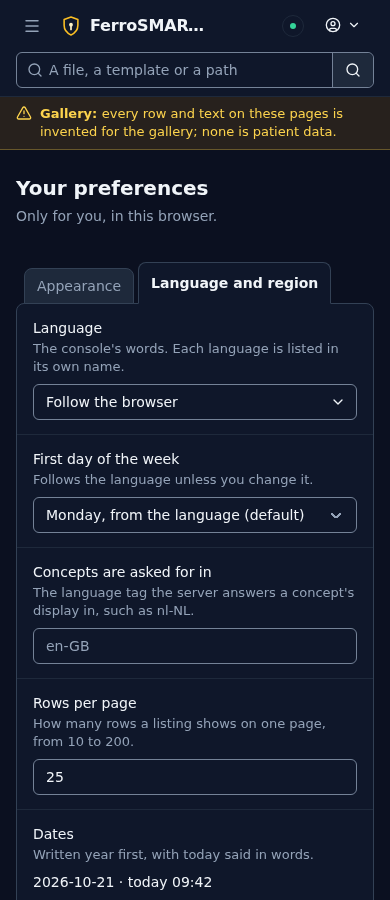 FerroSMAR…
A file, a template or a path
Gallery: every row and text on these pages is
invented for the gallery; none is patient data.
Your preferences
Only for you, in this browser.
Appearance
Language and region
Language
The console's words. Each language is listed in
its own name.
Follow the browser
First day of the week
Follows the language unless you change it.
Monday, from the language (default)
Concepts are asked for in
The language tag the server answers a concept's
display in, such as nl-NL.
en-GB
Rows per page
How many rows a listing shows on one page,
from 10 to 200.
25
Dates
Written year first, with today said in words.
2026-10-21 · today 09:42